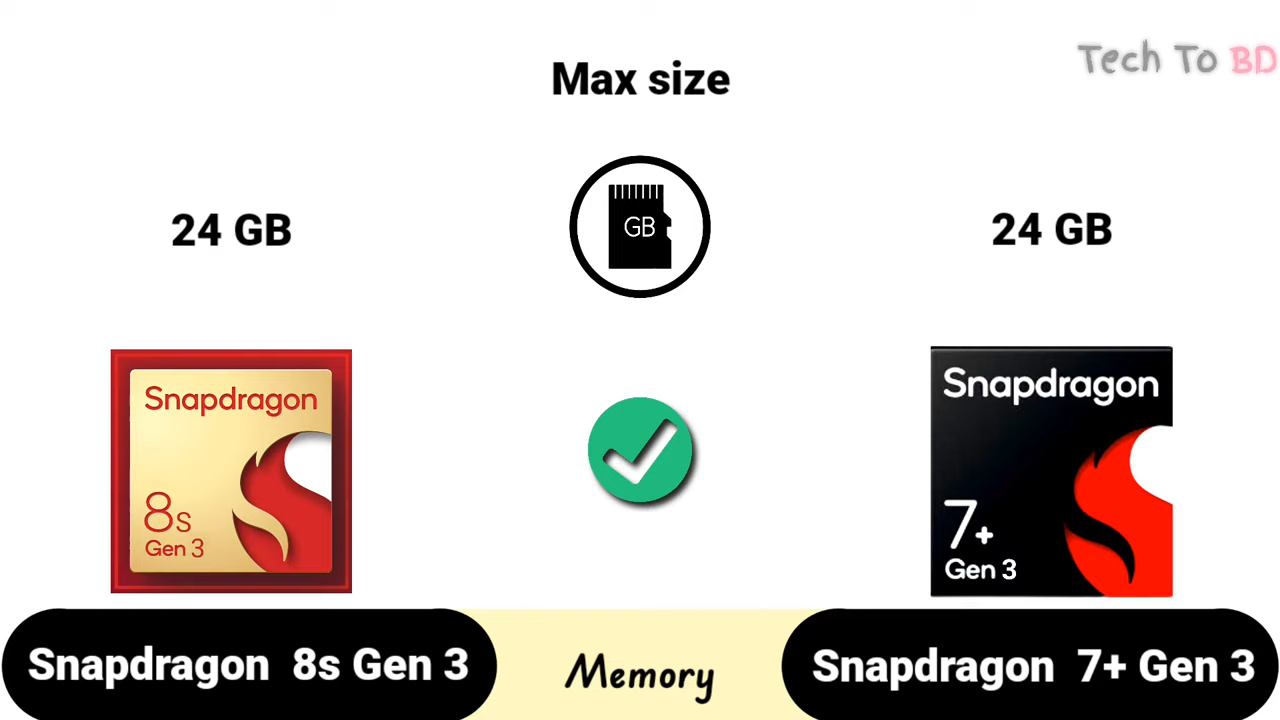 Tech To BD
Max size
24 GB
GB
24 GB
Snapdragon
8s
Gen 3
Snapdragon
7+
Gen 3
Snapdragon 8s Gen 3
Memory
Snapdragon 7+ Gen 3